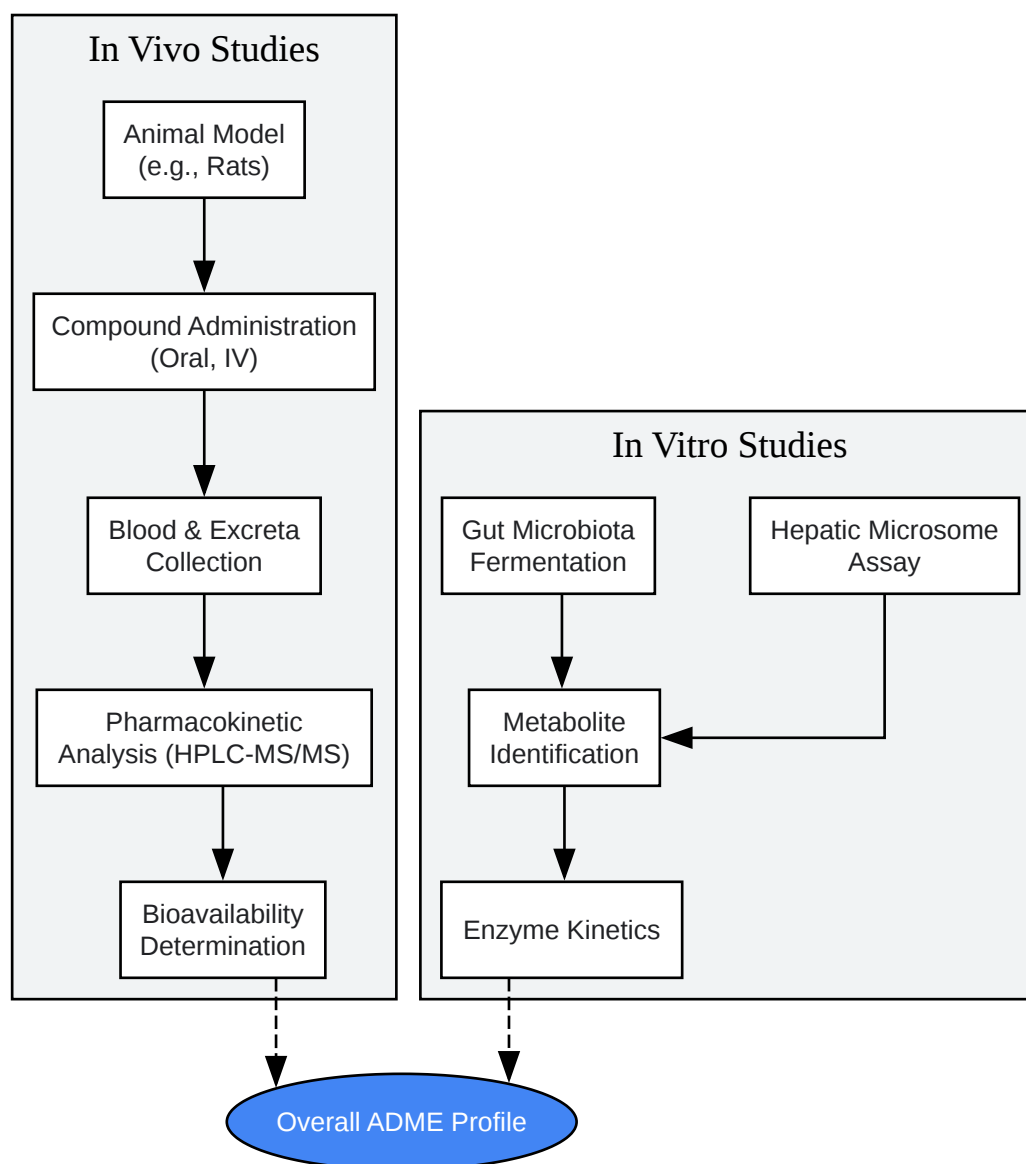 In Vivo Studies
Animal Model
(e.g., Rats)
Compound Administration
(Oral, IV)
Blood & Excreta
Collection
Pharmacokinetic
Analysis (HPLC-MS/MS)
Bioavailability
Determination
In Vitro Studies
Gut Microbiota
Fermentation
Hepatic Microsome
Assay
Metabolite
Identification
Enzyme Kinetics
Overall ADME Profile